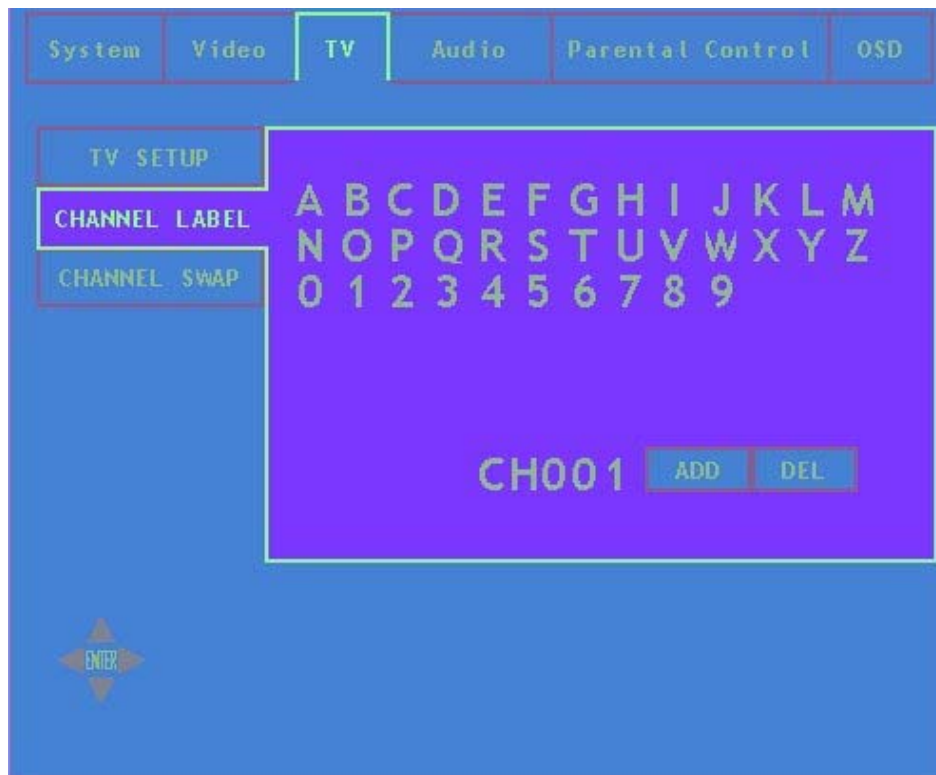 System Video TV Audio Parental Control OSD
TV SETUP
CHANNEL LABEL
CHANNEL SWAP
A B C D E F G H I J K L M
N O P Q R S T U V W X Y Z
0 1 2 3 4 5 6 7 8 9
CH001 ADD DEL
ENTER